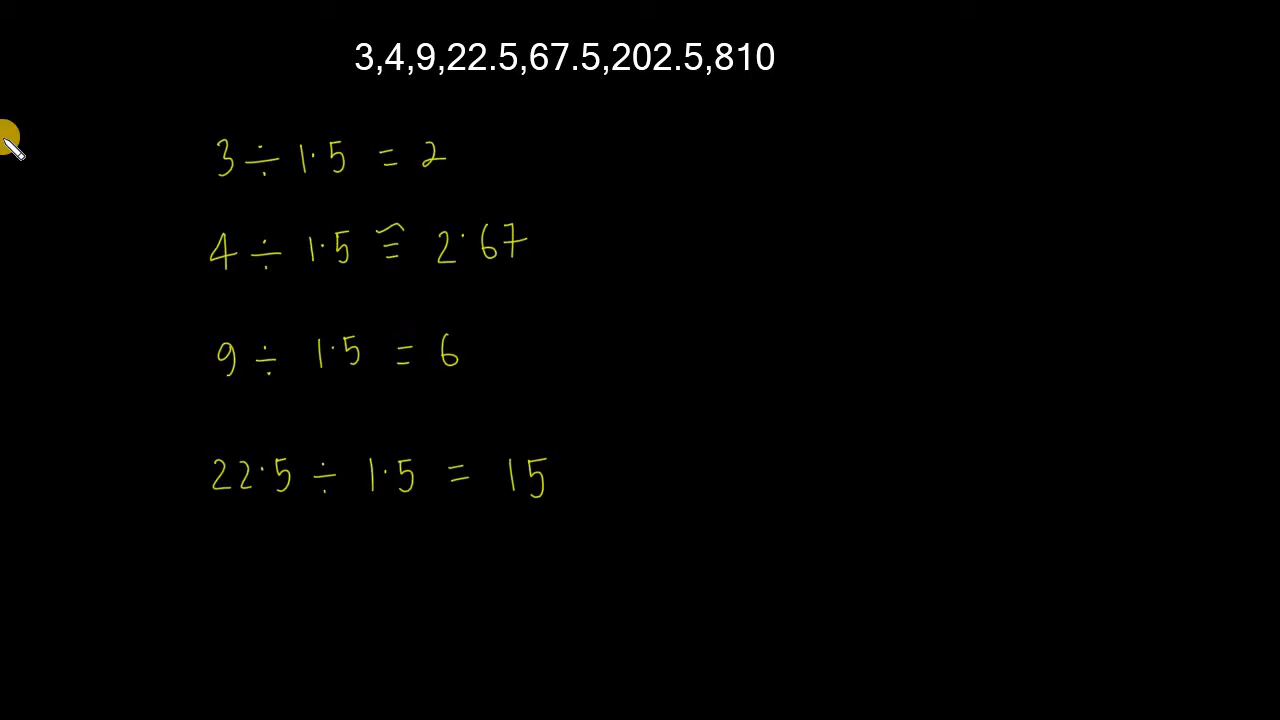 3,4,9,22.5,67.5,202.5,810
3 ÷ 1.5 = 2
4 ÷ 1.5 ≅ 2.67
9 ÷ 1.5 = 6
22.5 ÷ 1.5 = 15